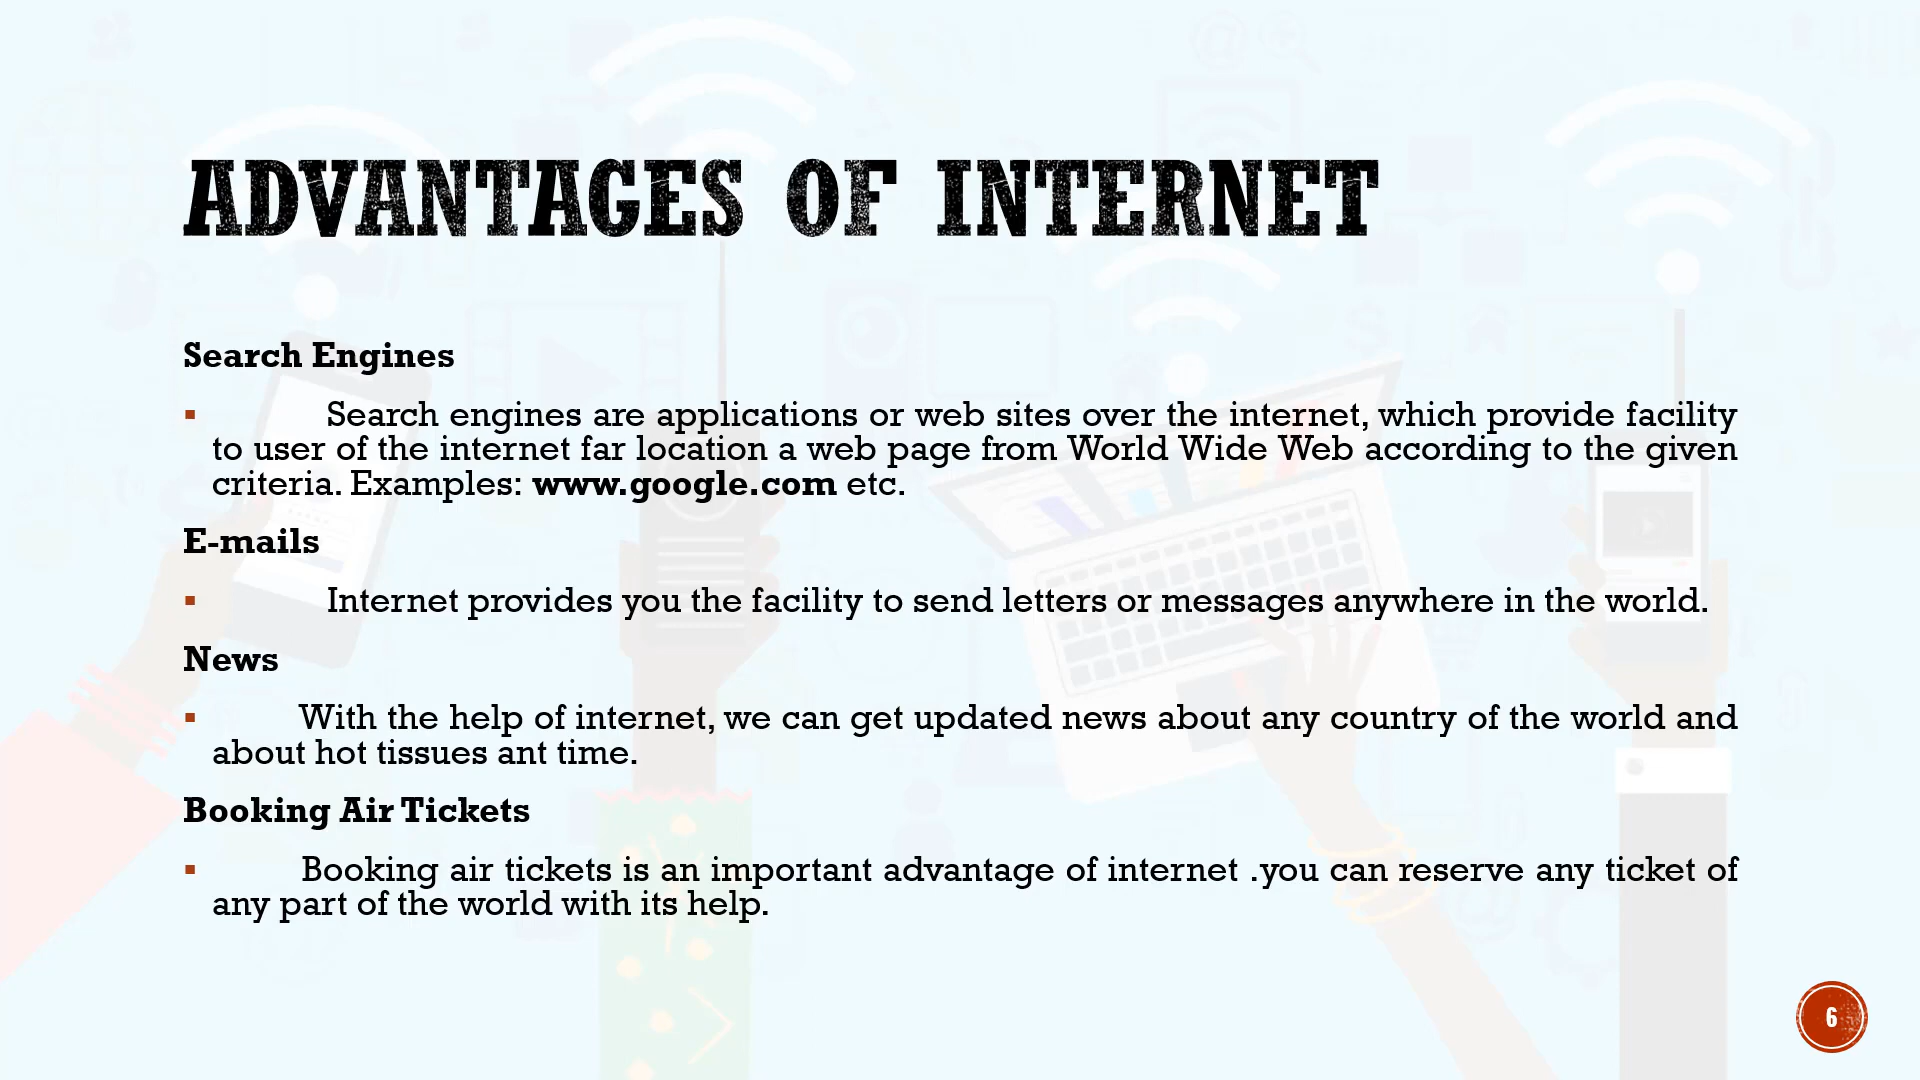 ADVANTAGES OF INTERNET
Search Engines
▪ Search engines are applications or web sites over the internet, which provide facility
to user of the internet far location a web page from World Wide Web according to the given
criteria. Examples: www.google.com etc.
E-mails
▪ Internet provides you the facility to send letters or messages anywhere in the world.
News
▪ With the help of internet, we can get updated news about any country of the world and
about hot tissues ant time.
Booking Air Tickets
▪ Booking air tickets is an important advantage of internet .you can reserve any ticket of
any part of the world with its help.
6